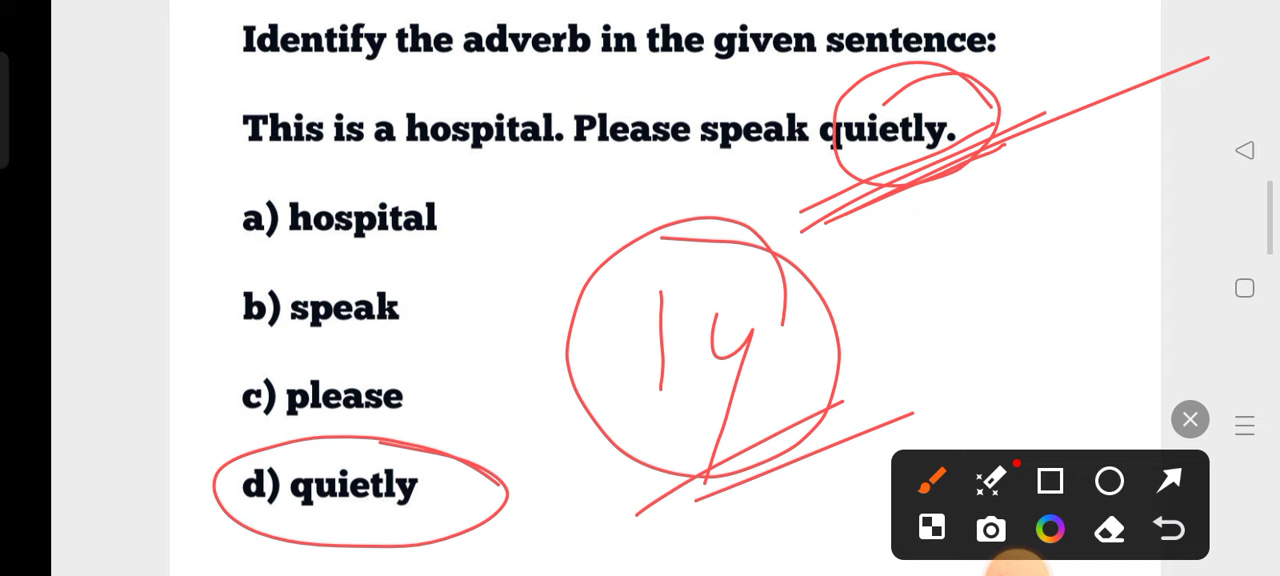 Identify the adverb in the given sentence:
This is a hospital. Please speak quietly.
a) hospital
b) speak
14
c) please
d) quietly